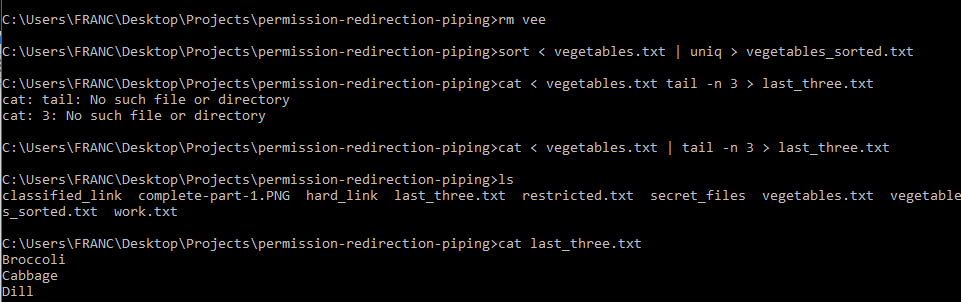 C:\Users\FRANC\Desktop\Projects\permission-redirection-piping>rm vee
C:\Users\FRANC\Desktop\Projects\permission-redirection-piping>sort < vegetables.txt | uniq > vegetables_sorted.txt
C:\Users\FRANC\Desktop\Projects\permission-redirection-piping>cat < vegetables.txt tail -n 3 > last_three.txt
cat: tail: No such file or directory
cat: 3: No such file or directory
C:\Users\FRANC\Desktop\Projects\permission-redirection-piping>cat < vegetables.txt | tail -n 3 > last_three.txt
C:\Users\FRANC\Desktop\Projects\permission-redirection-piping>ls
classified_link  complete-part-1.PNG  hard_link  last_three.txt  restricted.txt  secret_files  vegetables.txt  vegetable
s_sorted.txt  work.txt
C:\Users\FRANC\Desktop\Projects\permission-redirection-piping>cat last_three.txt
Broccoli
Cabbage
Dill